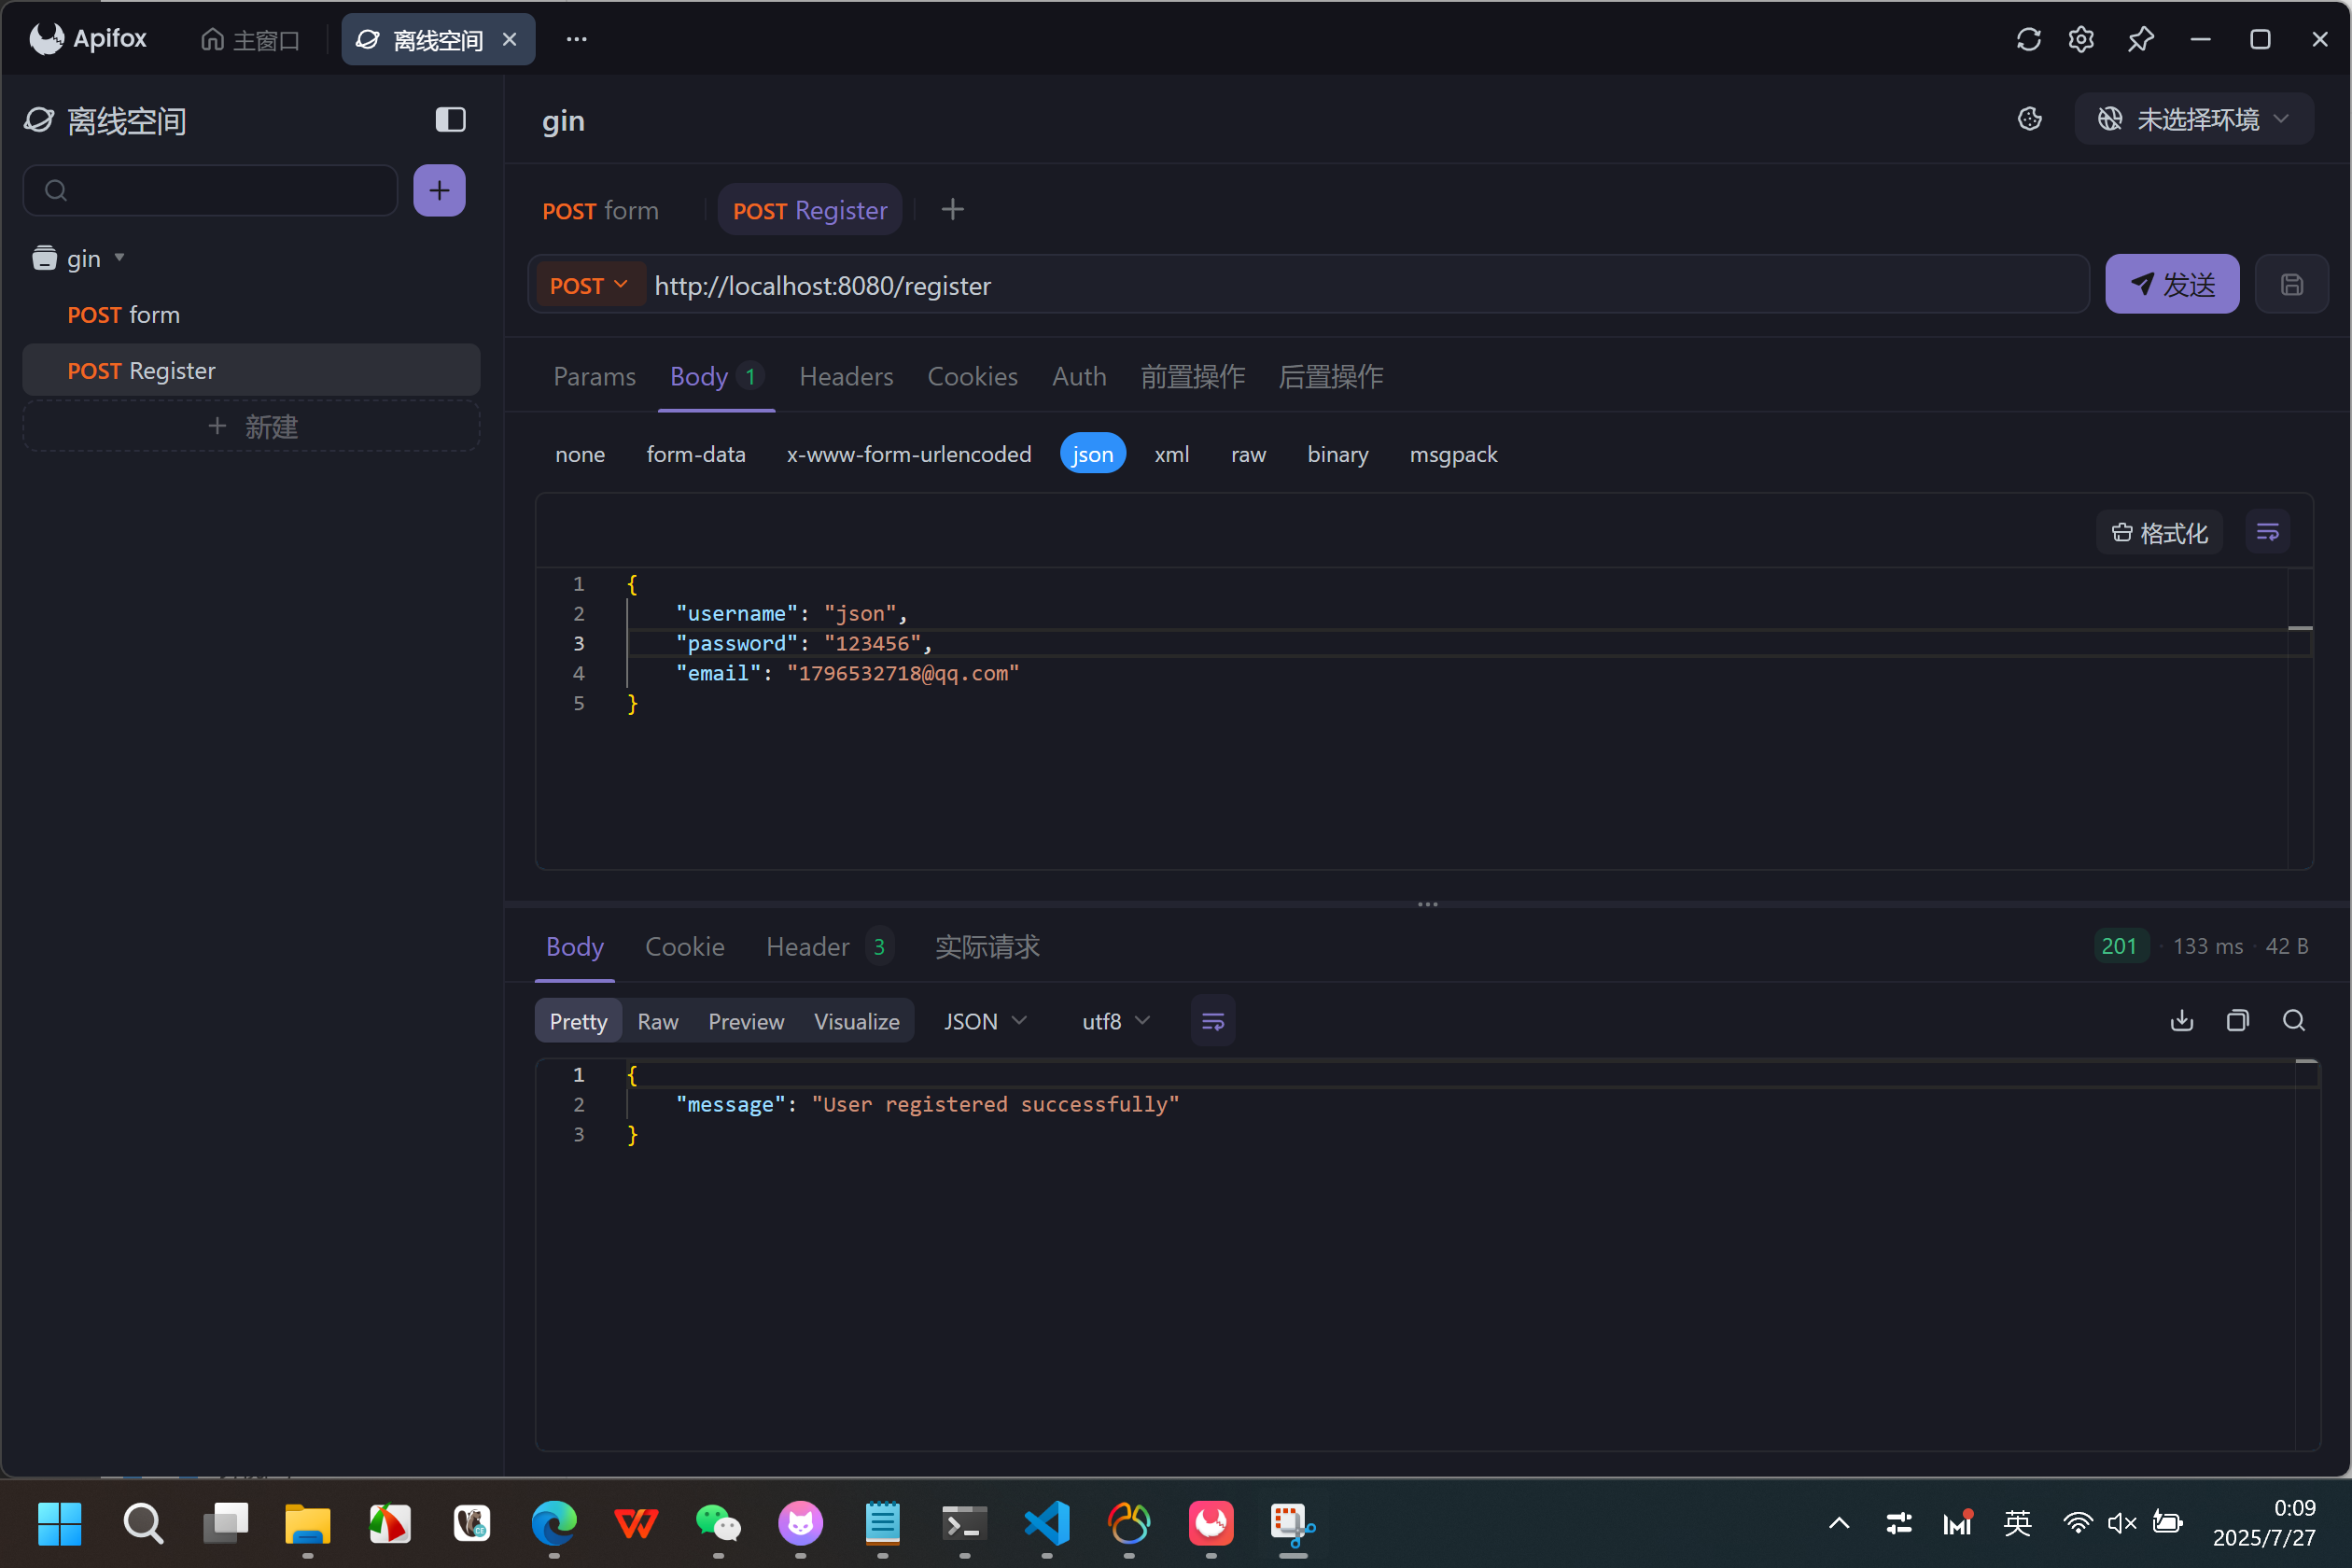 Apifox 主窗口 离线空间
离线空间
gin
未选择环境
POST form
POST Register
gin
POST http://localhost:8080/register
发送
POST form
POST Register
新建
Params Body 1 Headers Cookies Auth 前置操作 后置操作
none form-data x-www-form-urlencoded json xml raw binary msgpack
格式化
1 {
2 "username": "json",
3 "password": "123456",
4 "email": "1796532718@qq.com"
5 }
Body Cookie Header 3 实际请求
201 · 133 ms · 42 B
Pretty Raw Preview Visualize JSON utf8
1 {
2 "message": "User registered successfully"
3 }
CE
英
0:09
2025/7/27